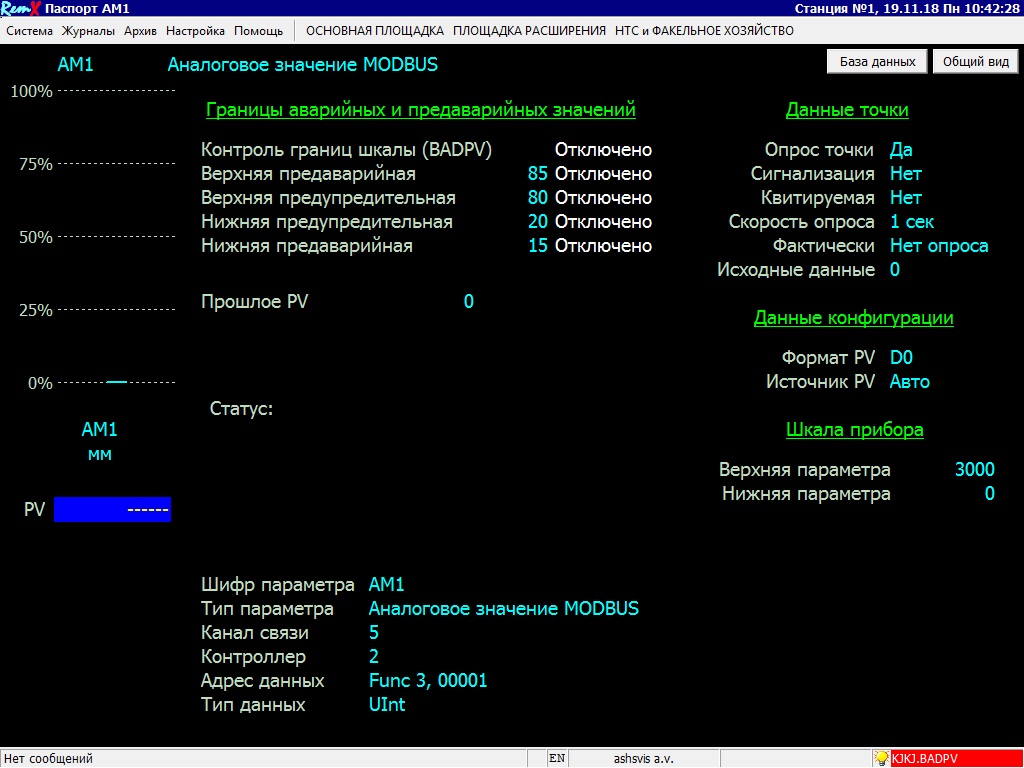 RemX Паспорт AM1 Станция №1, 19.11.18 Пн 10:42:28
Система Журналы Архив Настройка Помощь ОСНОВНАЯ ПЛОЩАДКА ПЛОЩАДКА РАСШИРЕНИЯ НТС и ФАКЕЛЬНОЕ ХОЗЯЙСТВО
AM1 Аналоговое значение MODBUS База данных Общий вид
100%
75%
50%
25%
0%
AM1
мм
PV ------
Границы аварийных и предаварийных значений
Контроль границ шкалы (BADPV) Отключено
Верхняя предаварийная 85 Отключено
Верхняя предупредительная 80 Отключено
Нижняя предупредительная 20 Отключено
Нижняя предаварийная 15 Отключено
Прошлое PV 0
Статус:
Данные точки
Опрос точки Да
Сигнализация Нет
Квитируемая Нет
Скорость опроса 1 сек
Фактически Нет опроса
Исходные данные 0
Данные конфигурации
Формат PV D0
Источник PV Авто
Шкала прибора
Верхняя параметра 3000
Нижняя параметра 0
Шифр параметра AM1
Тип параметра Аналоговое значение MODBUS
Канал связи 5
Контроллер 2
Адрес данных Func 3, 00001
Тип данных UInt
Нет сообщений EN ashsvis a.v. KJKJ.BADPV